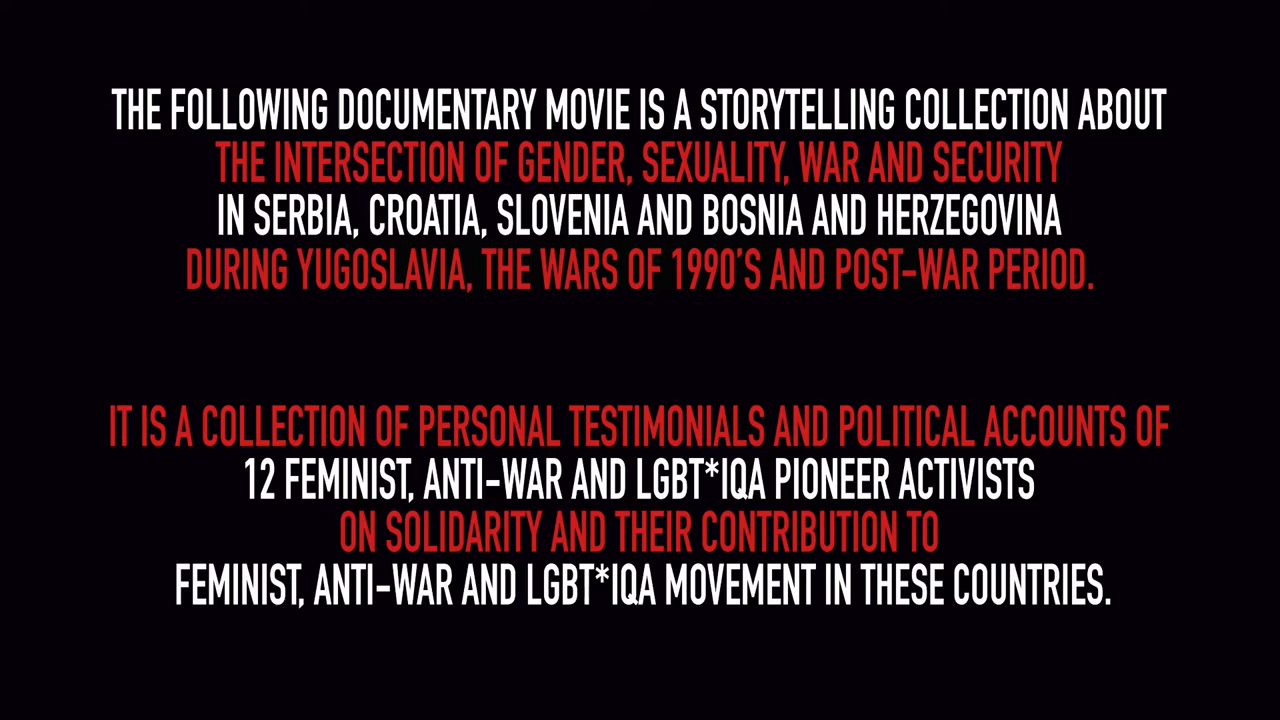 THE FOLLOWING DOCUMENTARY MOVIE IS A STORYTELLING COLLECTION ABOUT
THE INTERSECTION OF GENDER, SEXUALITY, WAR AND SECURITY
IN SERBIA, CROATIA, SLOVENIA AND BOSNIA AND HERZEGOVINA
DURING YUGOSLAVIA, THE WARS OF 1990'S AND POST-WAR PERIOD.
IT IS A COLLECTION OF PERSONAL TESTIMONIALS AND POLITICAL ACCOUNTS OF
12 FEMINIST, ANTI-WAR AND LGBT*IQA PIONEER ACTIVISTS
ON SOLIDARITY AND THEIR CONTRIBUTION TO
FEMINIST, ANTI-WAR AND LGBT*IQA MOVEMENT IN THESE COUNTRIES.